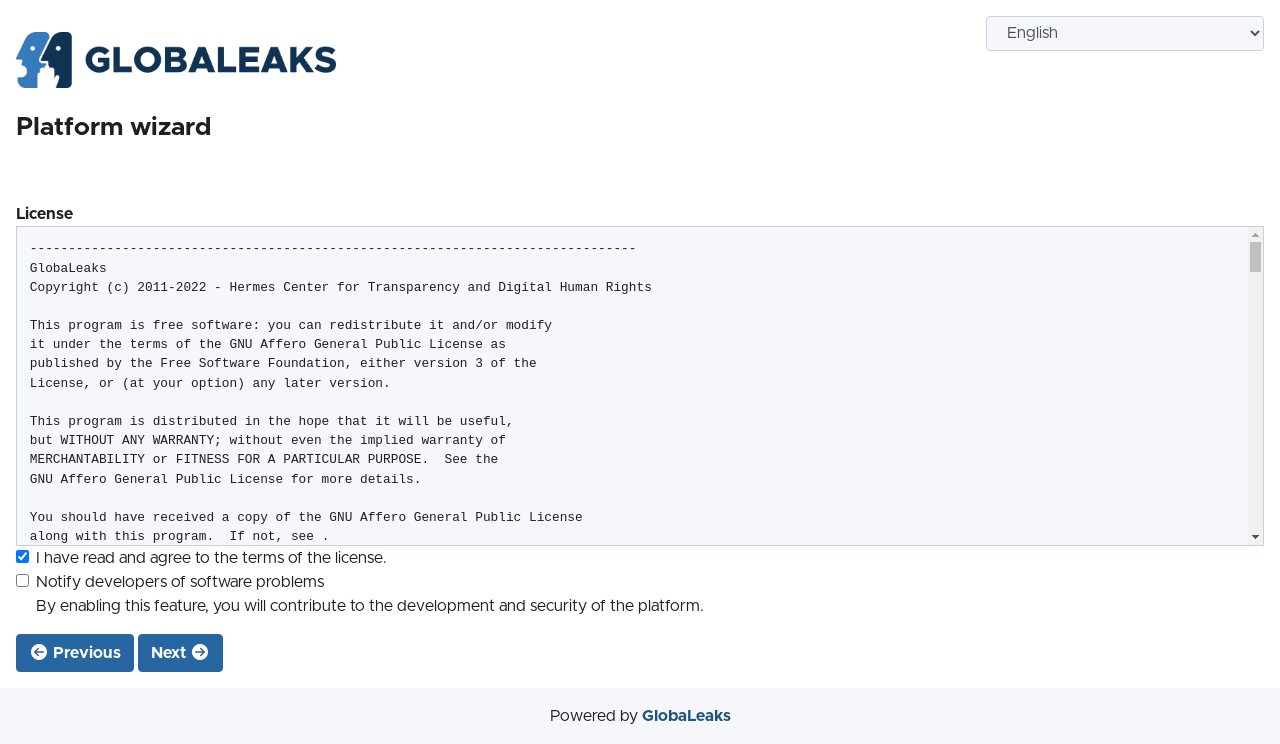 GLOBALEAKS
English
Platform wizard
License
-------------------------------------------------------------------------------
GlobaLeaks
Copyright (c) 2011-2022 - Hermes Center for Transparency and Digital Human Rights
This program is free software: you can redistribute it and/or modify
it under the terms of the GNU Affero General Public License as
published by the Free Software Foundation, either version 3 of the
License, or (at your option) any later version.
This program is distributed in the hope that it will be useful,
but WITHOUT ANY WARRANTY; without even the implied warranty of
MERCHANTABILITY or FITNESS FOR A PARTICULAR PURPOSE.  See the
GNU Affero General Public License for more details.
You should have received a copy of the GNU Affero General Public License
along with this program.  If not, see .
I have read and agree to the terms of the license.
Notify developers of software problems
By enabling this feature, you will contribute to the development and security of the platform.
Previous
Next
Powered by GlobaLeaks